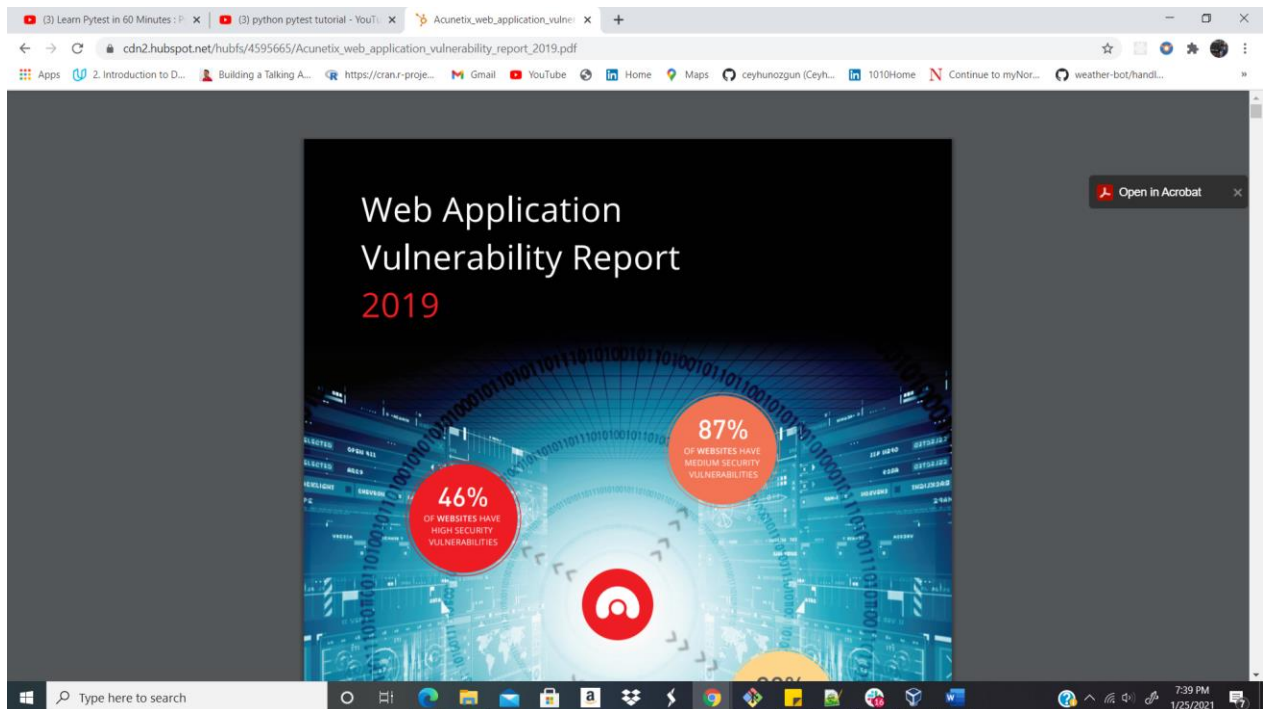 (3) Learn Pytest in 60 Minutes : P
(3) python pytest tutorial - YouTu
Acunetix_web_application_vulner
cdn2.hubspot.net/hubfs/4595665/Acunetix_web_application_vulnerability_report_2019.pdf
Apps
2. Introduction to D...
Building a Talking A...
https://cran.r-proje...
Gmail
YouTube
Home
Maps
ceyhunozgun (Ceyh...
1010Home
Continue to myNor...
weather-bot/handl...
Open in Acrobat
Web Application
Vulnerability Report
2019
87%
OF WEBSITES HAVE
MEDIUM SECURITY
VULNERABILITIES
46%
OF WEBSITES HAVE
HIGH SECURITY
VULNERABILITIES
Type here to search
7:39 PM
1/25/2021